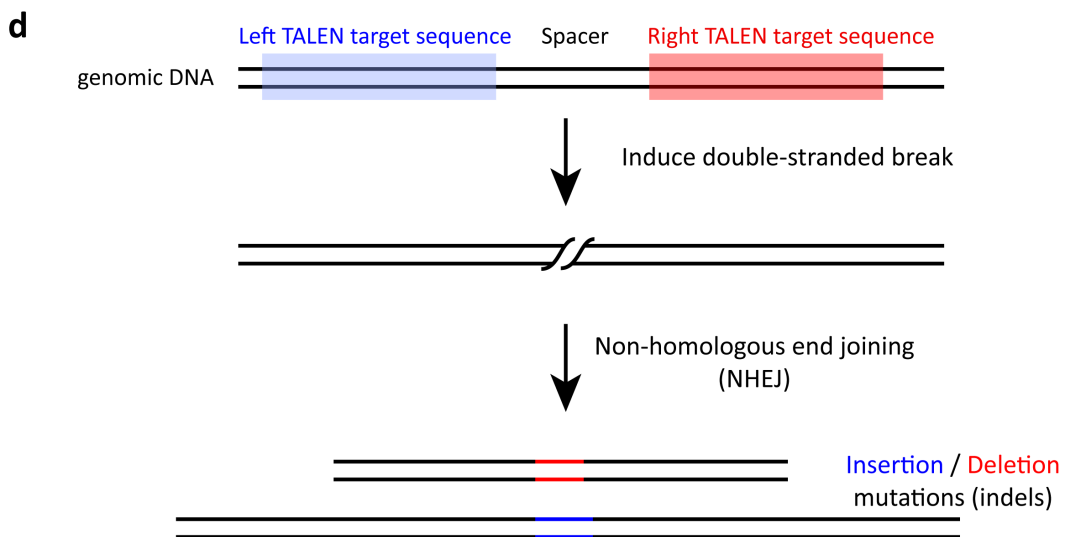 d
Left TALEN target sequence Spacer Right TALEN target sequence
genomic DNA
Induce double-stranded break
Non-homologous end joining
(NHEJ)
Insertion / Deletion
mutations (indels)